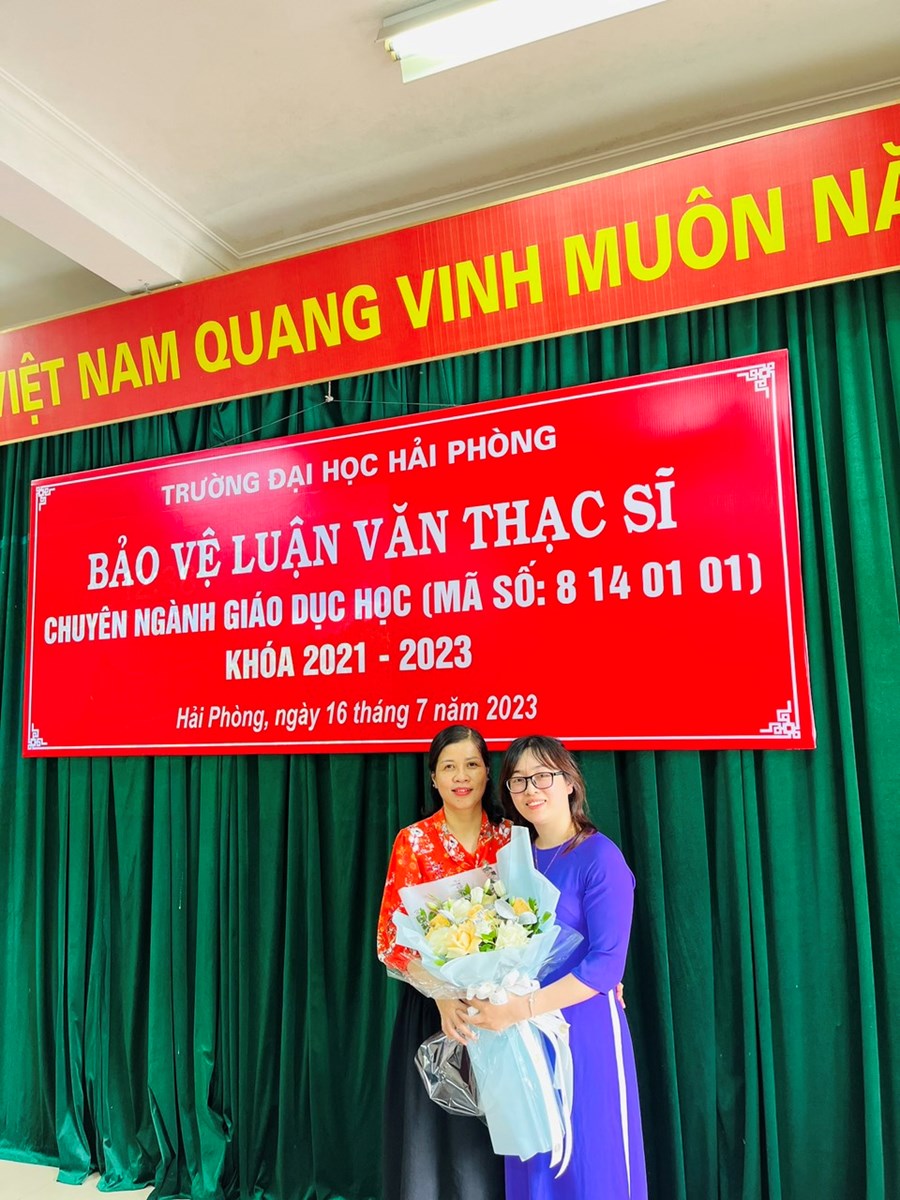 VIỆT NAM QUANG VINH MUÔN
TRƯỜNG ĐẠI HỌC HẢI PHÒNG
BẢO VỆ LUẬN VĂN THẠC SĨ
CHUYÊN NGÀNH GIÁO DỤC HỌC (MÃ SỐ: 8 14 01 01)
KHÓA 2021 - 2023
Hải Phòng, ngày 16 tháng 7 năm 2023